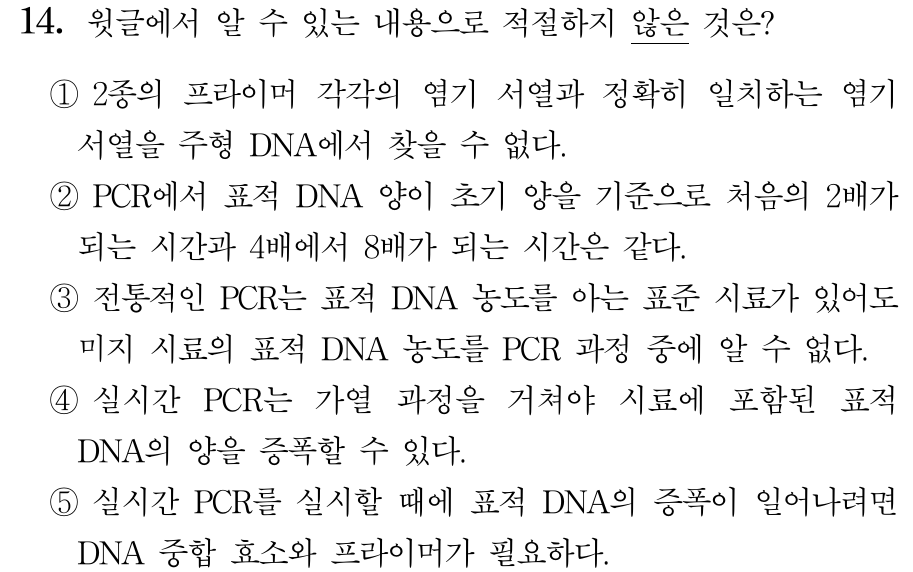 14. 윗글에서 알 수 있는 내용으로 적절하지 않은 것은?
① 2종의 프라이머 각각의 염기 서열과 정확히 일치하는 염기
서열을 주형 DNA에서 찾을 수 없다.
② PCR에서 표적 DNA 양이 초기 양을 기준으로 처음의 2배가
되는 시간과 4배에서 8배가 되는 시간은 같다.
③ 전통적인 PCR는 표적 DNA 농도를 아는 표준 시료가 있어도
미지 시료의 표적 DNA 농도를 PCR 과정 중에 알 수 없다.
④ 실시간 PCR는 가열 과정을 거쳐야 시료에 포함된 표적
DNA의 양을 증폭할 수 있다.
⑤ 실시간 PCR를 실시할 때에 표적 DNA의 증폭이 일어나려면
DNA 중합 효소와 프라이머가 필요하다.